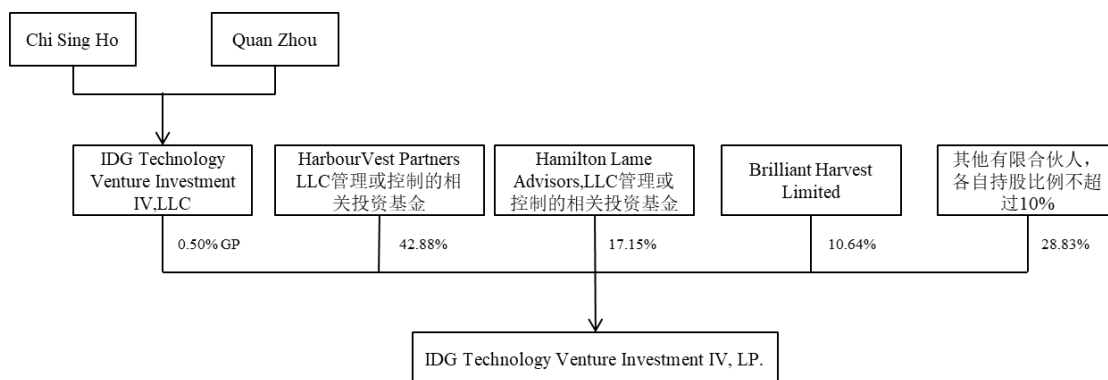 Chi Sing Ho
Quan Zhou
IDG Technology
Venture Investment
IV,LLC
HarbourVest Partners
LLC管理或控制的相
关投资基金
Hamilton Lame
Advisors,LLC管理或
控制的相关投资基金
Brilliant Harvest
Limited
其他有限合伙人，
各自持股比例不超
过10%
0.50% GP
42.88%
17.15%
10.64%
28.83%
IDG Technology Venture Investment IV, LP.